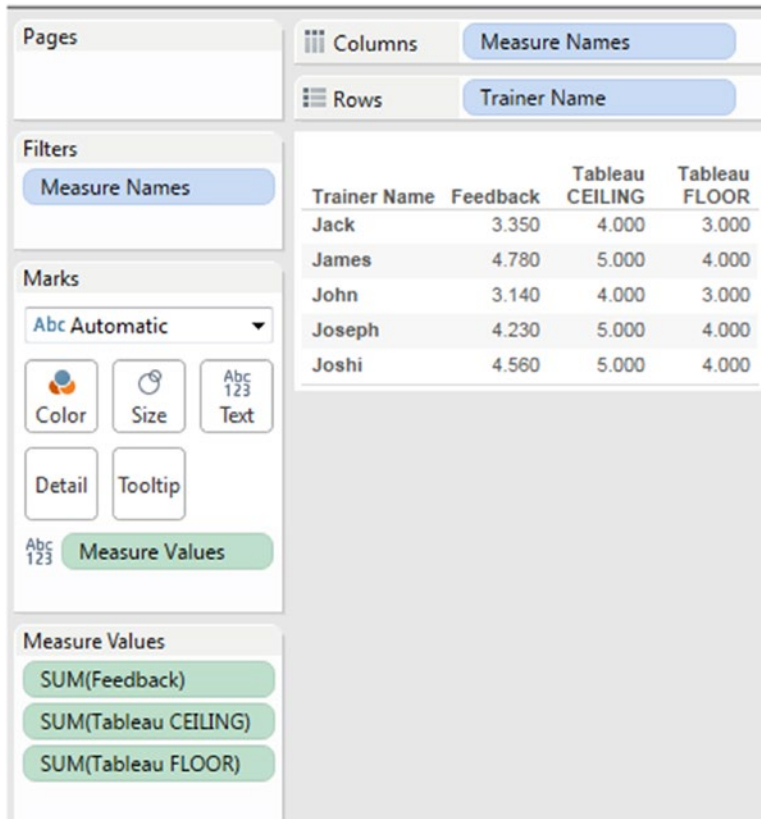 Pages
Columns Measure Names
Rows Trainer Name
Filters
Measure Names
Marks
Abc Automatic
Color Size Abc 123 Text
Detail Tooltip
Abc 123 Measure Values
Measure Values
SUM(Feedback)
SUM(Tableau CEILING)
SUM(Tableau FLOOR)
Trainer Name Feedback Tableau CEILING Tableau FLOOR
Jack 3.350 4.000 3.000
James 4.780 5.000 4.000
John 3.140 4.000 3.000
Joseph 4.230 5.000 4.000
Joshi 4.560 5.000 4.000